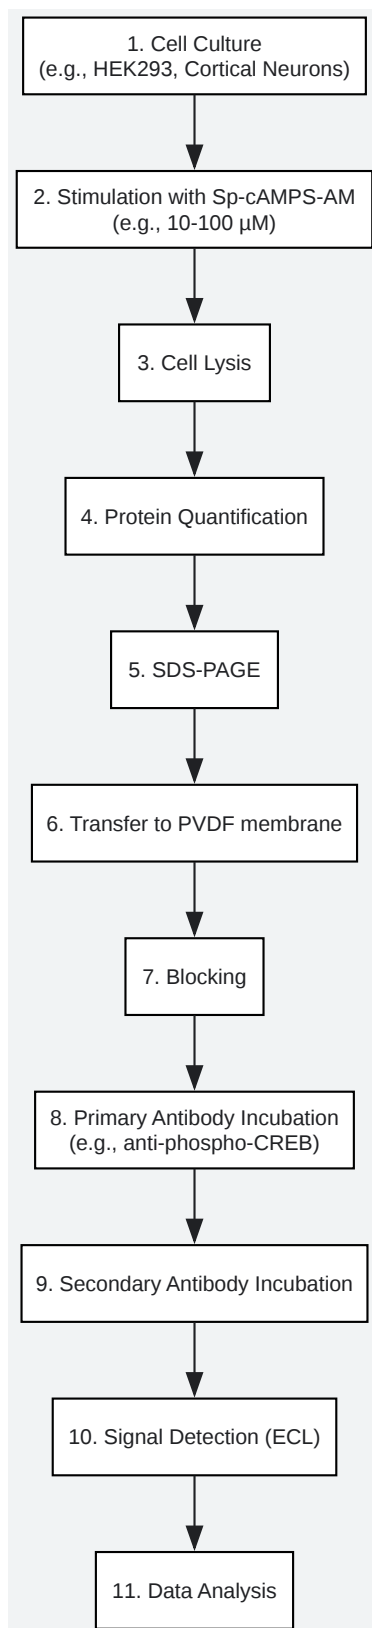 1. Cell Culture
(e.g., HEK293, Cortical Neurons)
2. Stimulation with Sp-cAMPS-AM
(e.g., 10-100 µM)
3. Cell Lysis
4. Protein Quantification
5. SDS-PAGE
6. Transfer to PVDF membrane
7. Blocking
8. Primary Antibody Incubation
(e.g., anti-phospho-CREB)
9. Secondary Antibody Incubation
10. Signal Detection (ECL)
11. Data Analysis